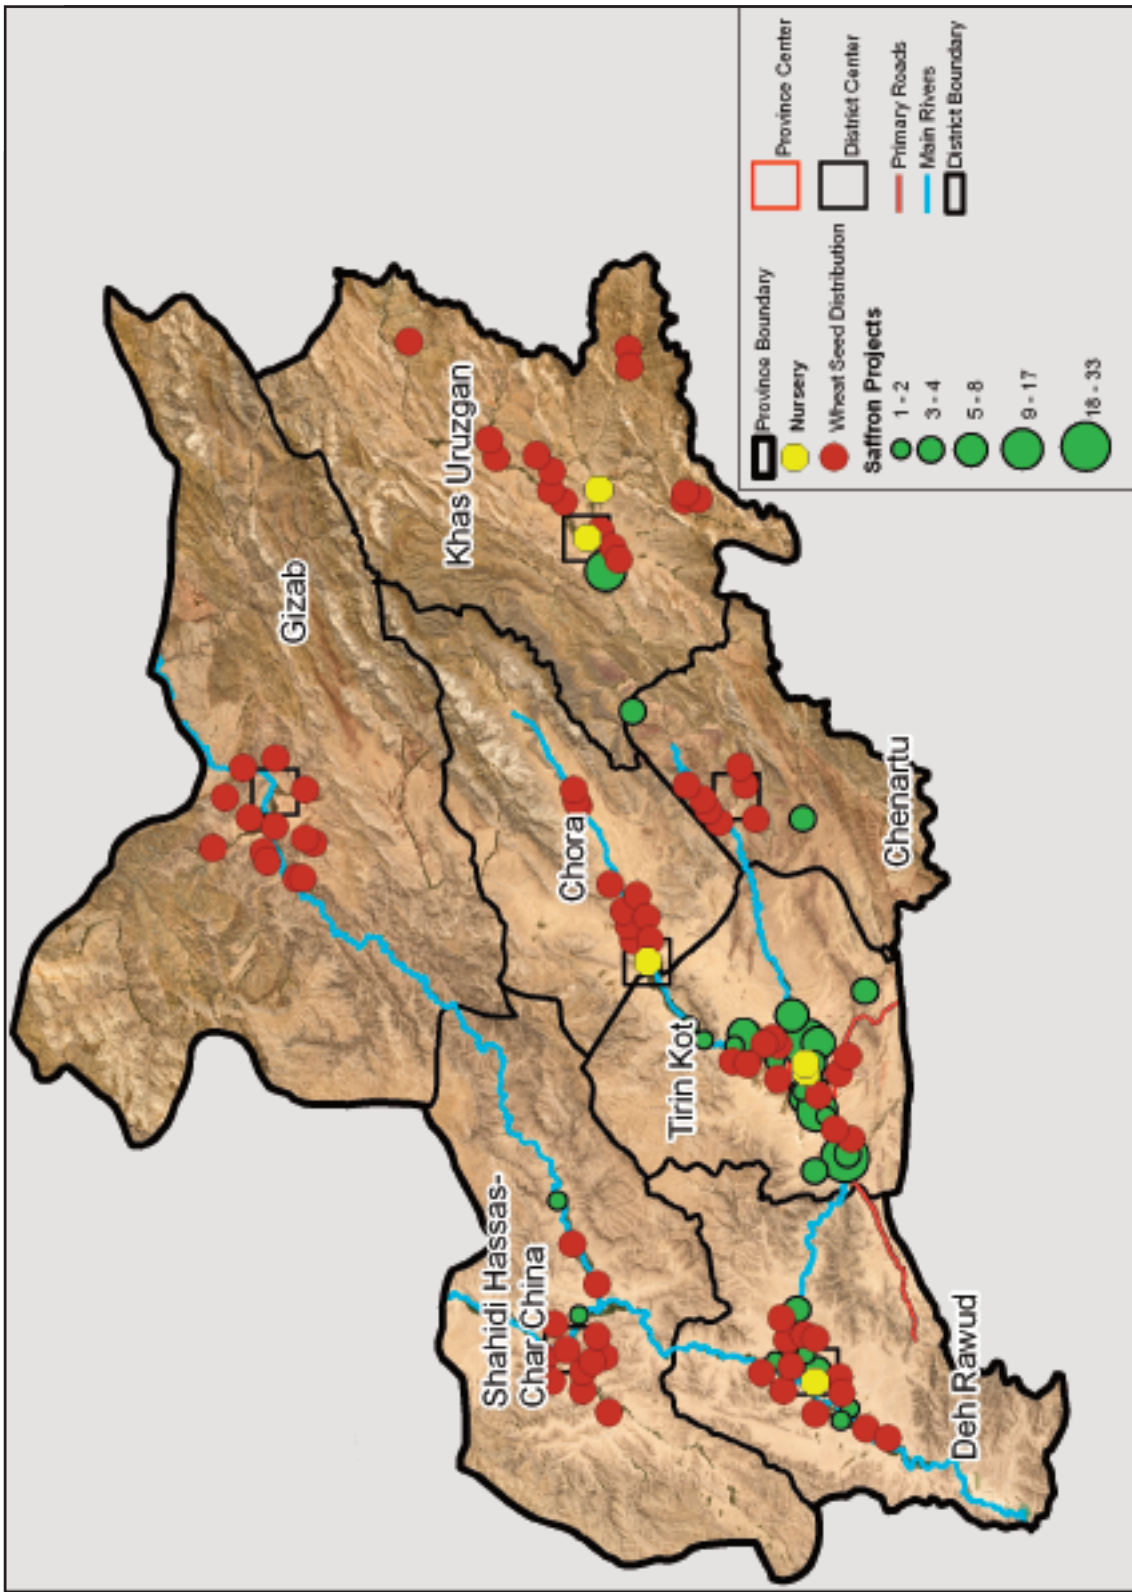 Gizab
Khas Uruzgan
Chora
Shahidi Hassas-
Char China
Tirin Kot
Chenartu
Deh Rawud
Province Boundary
Nursery
Wheat Seed Distribution
Saffron Projects
1 - 2
3 - 4
5 - 8
9 - 17
18 - 33
Province Center
District Center
Primary Roads
Main Rivers
District Boundary